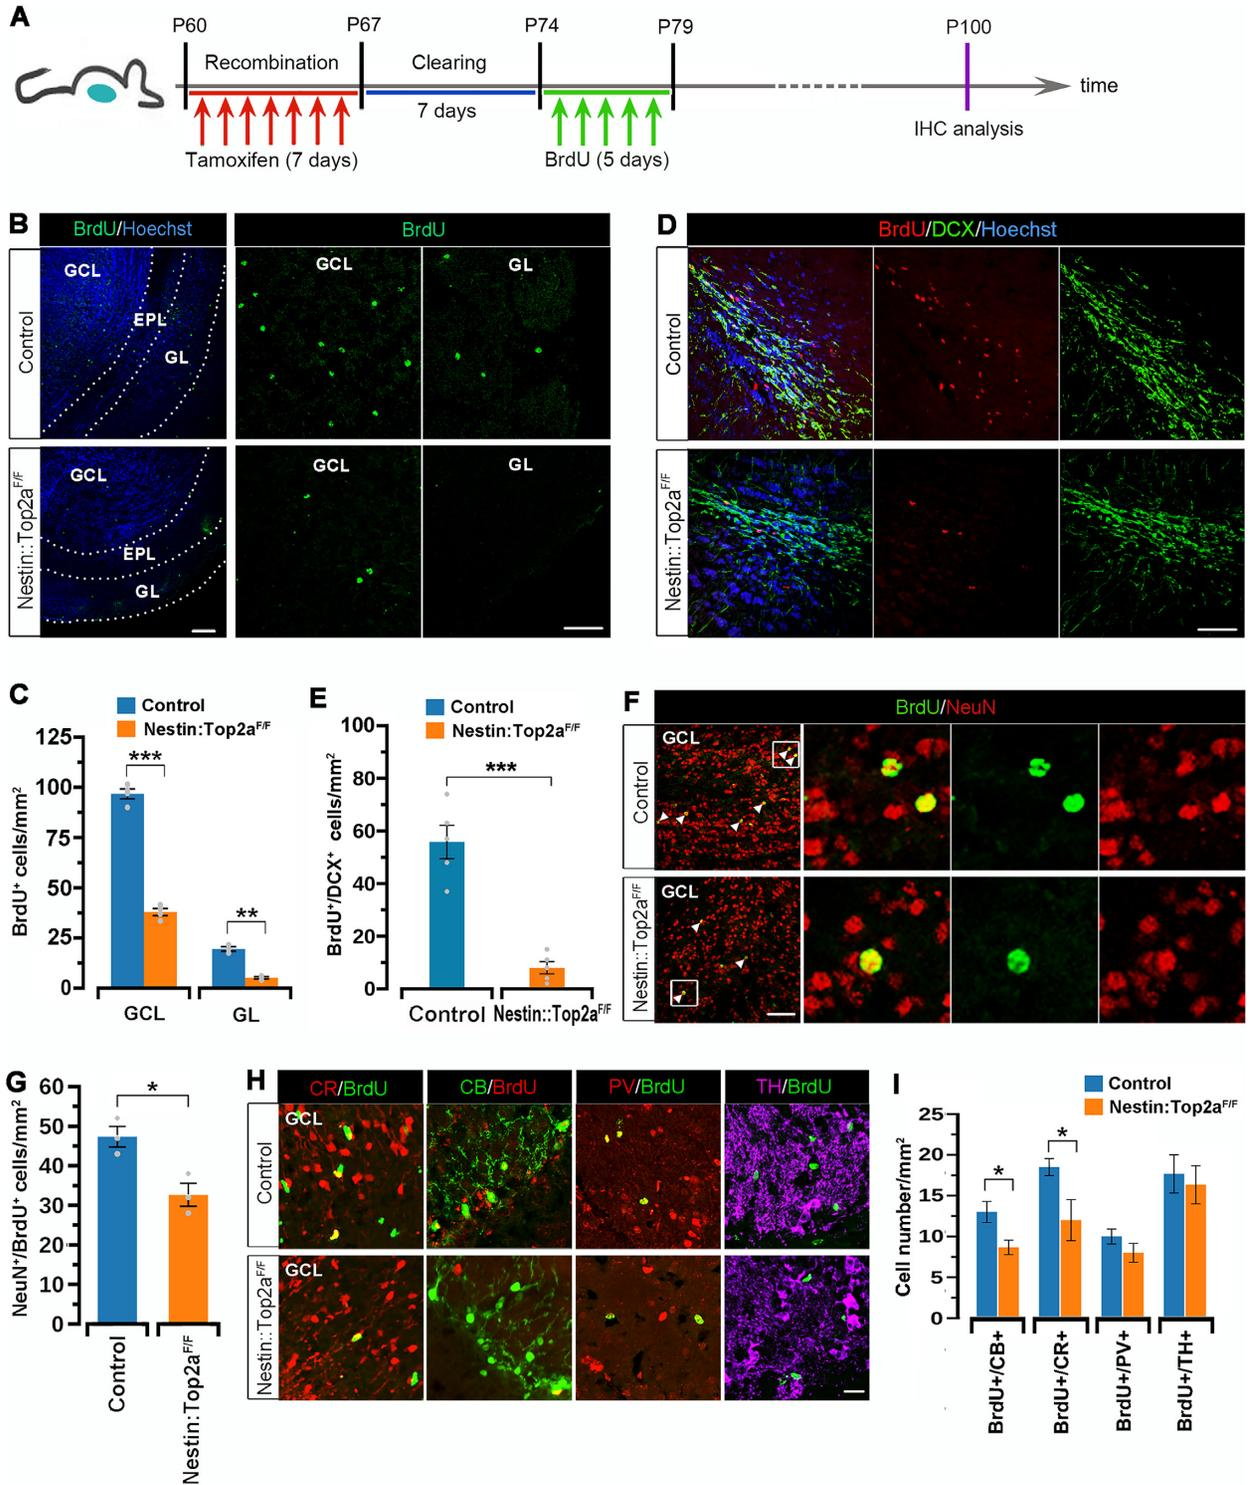 A
P60
P67
P74
P79
P100
Recombination
Clearing
time
7 days
IHC analysis
Tamoxifen (7 days)
BrdU (5 days)
B
BrdU/Hoechst
BrdU
Control
GCL
EPL
GL
GCL
GL
Nestin::Top2aF/F
GCL
EPL
GL
GCL
GL
D
BrdU/DCX/Hoechst
Control
Nestin::Top2aF/F
C
Control
Nestin:Top2aF/F
BrdU+ cells/mm2
125
100
75
50
25
0
***
**
GCL
GL
E
Control
Nestin:Top2aF/F
BrdU+/DCX+ cells/mm2
100
80
60
40
20
0
***
Control
Nestin::Top2aF/F
F
BrdU/NeuN
Control
GCL
Nestin::Top2aF/F
GCL
G
NeuN+/BrdU+ cells/mm2
60
50
40
30
20
10
0
*
Control
Nestin:Top2aF/F
H
CR/BrdU
CB/BrdU
PV/BrdU
TH/BrdU
Control
GCL
Nestin::Top2aF/F
GCL
I
Control
Nestin:Top2aF/F
Cell number/mm2
25
20
15
10
5
0
*
*
BrdU+/CB+
BrdU+/CR+
BrdU+/PV+
BrdU+/TH+